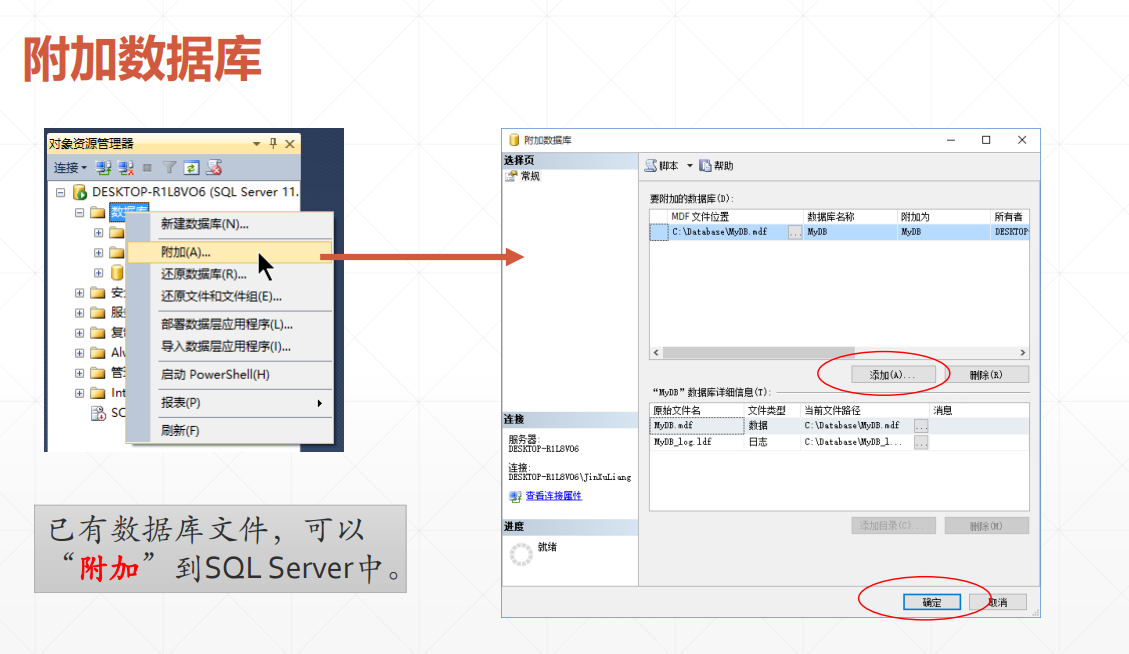 附加数据库
对象资源管理器
连接
DESKTOP-R1L8VO6 (SQL Server 11.
数据库
新建数据库(N)...
附加(A)...
还原数据库(R)...
还原文件和文件组(E)...
部署数据层应用程序(L)...
导入数据层应用程序(I)...
启动 PowerShell(H)
报表(P)
刷新(F)
安
服
复
Alw
管理
Int
SC
已有数据库文件，可以
“附加”到SQL Server中。
附加数据库
选择页
常规
脚本 帮助
要附加的数据库(D):
MDF 文件位置 数据库名称 附加为 所有者
C:\Database\MyDB.mdf ... MyDB MyDB DESKTOP
添加(A)... 删除(R)
“MyDB”数据库详细信息(T):
原始文件名 文件类型 当前文件路径 消息
MyDB.mdf 数据 C:\Database\MyDB.mdf ...
MyDB_log.ldf 日志 C:\Database\MyDB_l... ...
添加目录(C)... 删除(M)
连接
服务器:
DESKTOP-R1L8VO6
连接:
DESKTOP-R1L8VO6\JinXuLiang
查看连接属性
进度
就绪
确定 取消